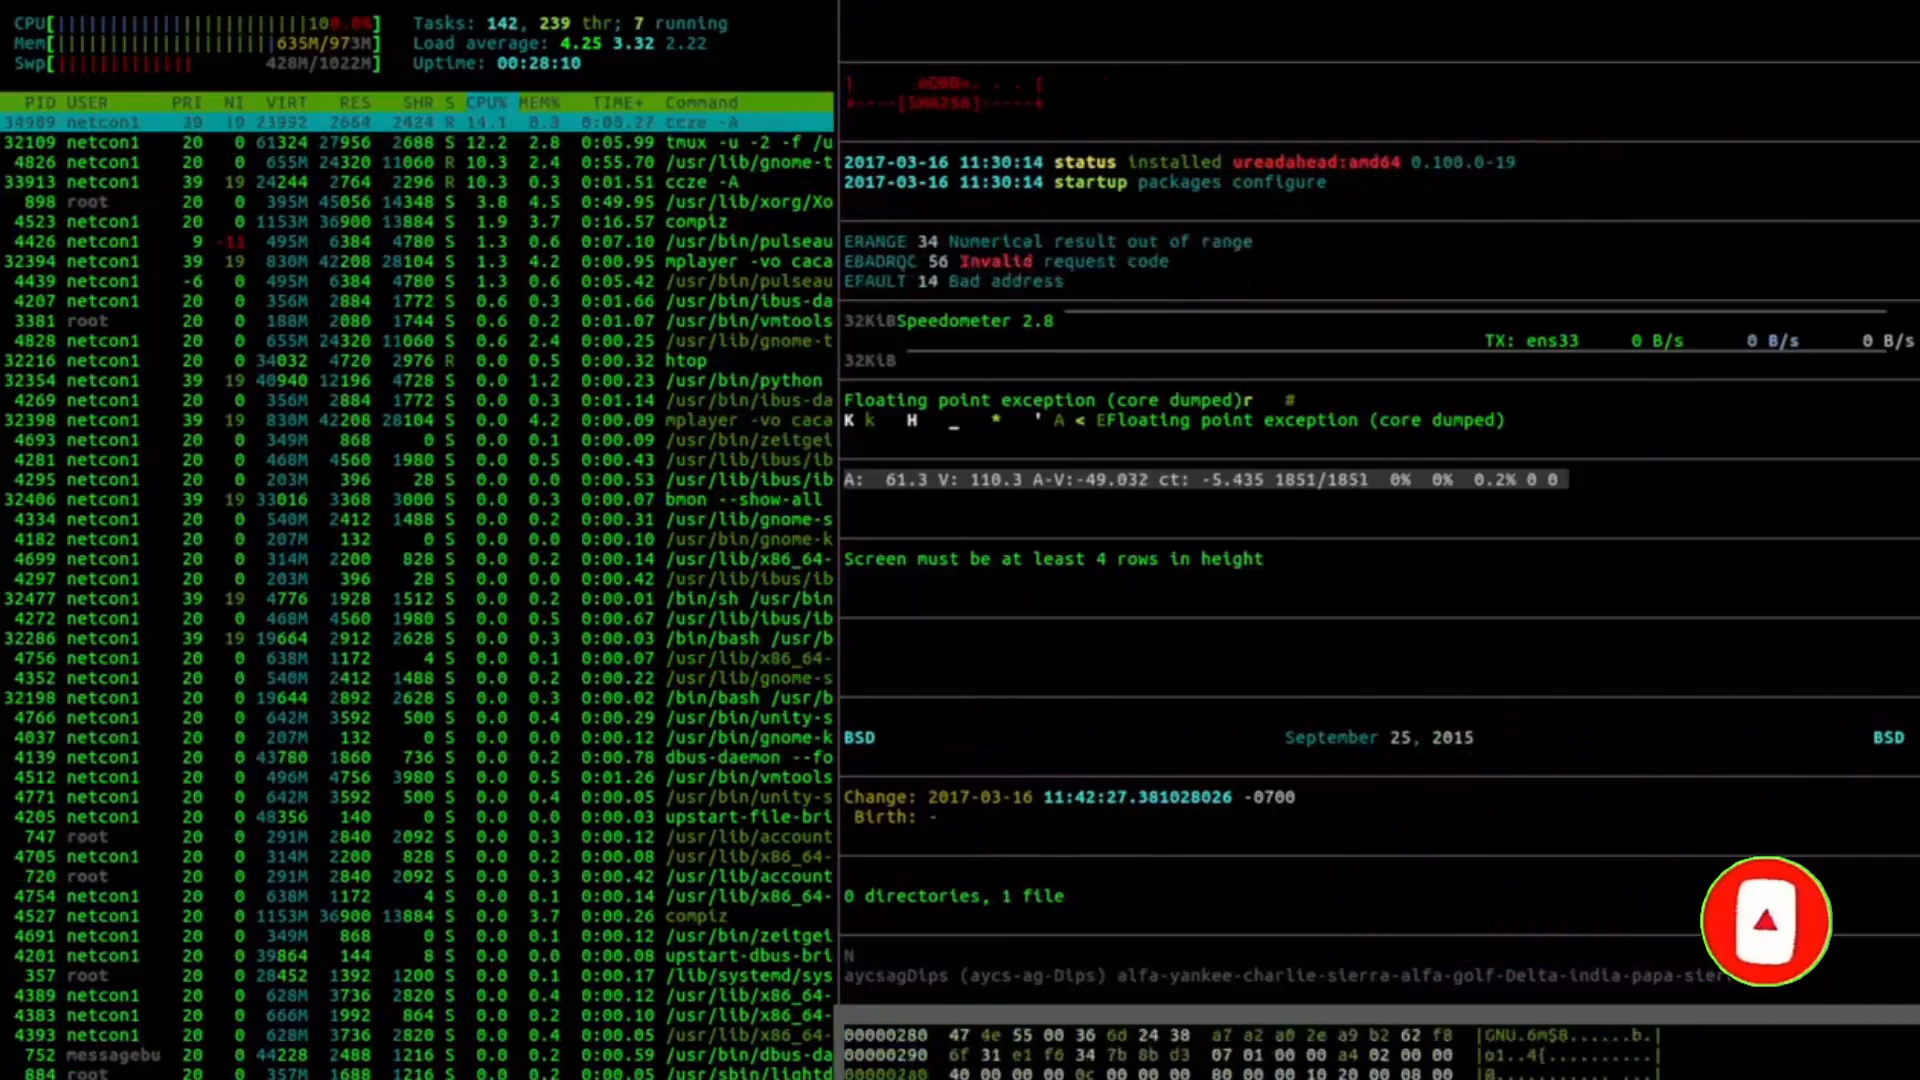 CPU[ 100.0%]
Mem[ 635M/973M]
Swp[ 428M/1022M]
Tasks: 142, 239 thr; 7 running
Load average: 4.25 3.32 2.22
Uptime: 00:28:10
PID USER PRI NI VIRT RES SHR S CPU% MEM% TIME+ Command
34989 netcon1 39 19 23992 2664 2424 R 14.1 0.3 0:08.27 ccze -A
32109 netcon1 20 0 61324 27956 2688 S 12.2 2.8 0:05.99 tmux -u -2 -f /u
4826 netcon1 20 0 655M 24320 11060 R 10.3 2.4 0:55.70 /usr/lib/gnome-t
33913 netcon1 39 19 24244 2764 2296 R 10.3 0.3 0:01.51 ccze -A
898 root 20 0 395M 45056 14348 S 3.8 4.5 0:49.95 /usr/lib/xorg/Xo
4523 netcon1 20 0 1153M 36900 13884 S 1.9 3.7 0:16.57 compiz
4426 netcon1 9 -11 495M 6384 4780 S 1.3 0.6 0:07.10 /usr/bin/pulseau
32394 netcon1 39 19 830M 42208 28104 S 1.3 4.2 0:00.95 mplayer -vo caca
4439 netcon1 -6 0 495M 6384 4780 S 1.3 0.6 0:05.42 /usr/bin/pulseau
4207 netcon1 20 0 356M 2884 1772 S 0.6 0.3 0:01.66 /usr/bin/ibus-da
3381 root 20 0 188M 2080 1744 S 0.6 0.2 0:01.07 /usr/bin/vmtools
4828 netcon1 20 0 655M 24320 11060 S 0.6 2.4 0:00.25 /usr/lib/gnome-t
32216 netcon1 20 0 34032 4720 2976 R 0.0 0.5 0:00.32 htop
32354 netcon1 39 19 40940 12196 4728 S 0.0 1.2 0:00.23 /usr/bin/python
4269 netcon1 20 0 356M 2884 1772 S 0.0 0.3 0:01.14 /usr/bin/ibus-da
32398 netcon1 39 19 830M 42208 28104 S 0.0 4.2 0:00.09 mplayer -vo caca
4693 netcon1 20 0 349M 868 0 S 0.0 0.1 0:00.09 /usr/bin/zeitgei
4281 netcon1 20 0 468M 4560 1980 S 0.0 0.5 0:00.43 /usr/lib/ibus/ib
4295 netcon1 20 0 203M 396 28 S 0.0 0.0 0:00.53 /usr/lib/ibus/ib
32406 netcon1 39 19 33016 3368 3000 S 0.0 0.3 0:00.07 bmon --show-all
4334 netcon1 20 0 540M 2412 1488 S 0.0 0.2 0:00.31 /usr/lib/gnome-s
4182 netcon1 20 0 207M 132 0 S 0.0 0.0 0:00.10 /usr/bin/gnome-k
4699 netcon1 20 0 314M 2200 828 S 0.0 0.2 0:00.14 /usr/lib/x86_64-
4297 netcon1 20 0 203M 396 28 S 0.0 0.0 0:00.42 /usr/lib/ibus/ib
32477 netcon1 39 19 4776 1928 1512 S 0.0 0.2 0:00.01 /bin/sh /usr/bin
4272 netcon1 20 0 468M 4560 1980 S 0.0 0.5 0:00.67 /usr/lib/ibus/ib
32286 netcon1 39 19 19664 2912 2628 S 0.0 0.3 0:00.03 /bin/bash /usr/b
4756 netcon1 20 0 638M 1172 4 S 0.0 0.1 0:00.07 /usr/lib/x86_64-
4352 netcon1 20 0 540M 2412 1488 S 0.0 0.2 0:00.22 /usr/lib/gnome-s
32198 netcon1 20 0 19644 2892 2628 S 0.0 0.3 0:00.02 /bin/bash /usr/b
4766 netcon1 20 0 642M 3592 500 S 0.0 0.4 0:00.29 /usr/bin/unity-s
4037 netcon1 20 0 207M 132 0 S 0.0 0.0 0:00.12 /usr/bin/gnome-k
4139 netcon1 20 0 43780 1860 736 S 0.0 0.2 0:00.78 dbus-daemon --fo
4512 netcon1 20 0 496M 4756 3980 S 0.0 0.5 0:01.26 /usr/bin/vmtools
4771 netcon1 20 0 642M 3592 500 S 0.0 0.4 0:00.05 /usr/bin/unity-s
4205 netcon1 20 0 48356 140 0 S 0.0 0.0 0:00.03 upstart-file-bri
747 root 20 0 291M 2840 2092 S 0.0 0.3 0:00.12 /usr/lib/account
4705 netcon1 20 0 314M 2200 828 S 0.0 0.2 0:00.08 /usr/lib/x86_64-
720 root 20 0 291M 2840 2092 S 0.0 0.3 0:00.42 /usr/lib/account
4754 netcon1 20 0 638M 1172 4 S 0.0 0.1 0:00.14 /usr/lib/x86_64-
4527 netcon1 20 0 1153M 36900 13884 S 0.0 3.7 0:00.26 compiz
4691 netcon1 20 0 349M 868 0 S 0.0 0.1 0:00.12 /usr/bin/zeitgei
4201 netcon1 20 0 39864 144 8 S 0.0 0.0 0:00.08 upstart-dbus-bri
357 root 20 0 28452 1392 1200 S 0.0 0.1 0:00.17 /lib/systemd/sys
4389 netcon1 20 0 628M 3736 2820 S 0.0 0.4 0:00.12 /usr/lib/x86_64-
4383 netcon1 20 0 666M 1992 864 S 0.0 0.2 0:00.10 /usr/lib/x86_64-
4393 netcon1 20 0 628M 3736 2820 S 0.0 0.4 0:00.05 /usr/lib/x86_64-
752 messagebu 20 0 44228 2488 1216 S 0.0 0.2 0:00.59 /usr/bin/dbus-da
884 root 20 0 357M 1688 1216 S 0.0 0.2 0:00.05 /usr/sbin/lightd
+----[SHA256]-----+
2017-03-16 11:30:14 status installed ureadahead:amd64 0.100.0-19
2017-03-16 11:30:14 startup packages configure
ERANGE 34 Numerical result out of range
EBADRQC 56 Invalid request code
EFAULT 14 Bad address
32KiBSpeedometer 2.8
TX: ens33 0 B/s 0 B/s 0 B/s
32KiB
Floating point exception (core dumped)r #
K k H _ * ' A < EFloating point exception (core dumped)
A: 61.3 V: 110.3 A-V:-49.032 ct: -5.435 1851/1851 0% 0% 0.2% 0 0
Screen must be at least 4 rows in height
BSD September 25, 2015 BSD
Change: 2017-03-16 11:42:27.381028026 -0700
Birth: -
0 directories, 1 file
N
aycsagDips (aycs-ag-Dips) alfa-yankee-charlie-sierra-alfa-golf-Delta-india-papa-sier
00000280 47 4e 55 00 36 6d 24 38 a7 a2 a0 2e a9 b2 62 f8 |GNU.6m$8......b.|
00000290 6f 31 e1 f6 34 7b 8b d3 07 01 00 00 a4 02 00 00 |o1..4{..........|
000002a0 40 00 00 00 0c 00 00 00 80 00 00 10 20 00 08 00